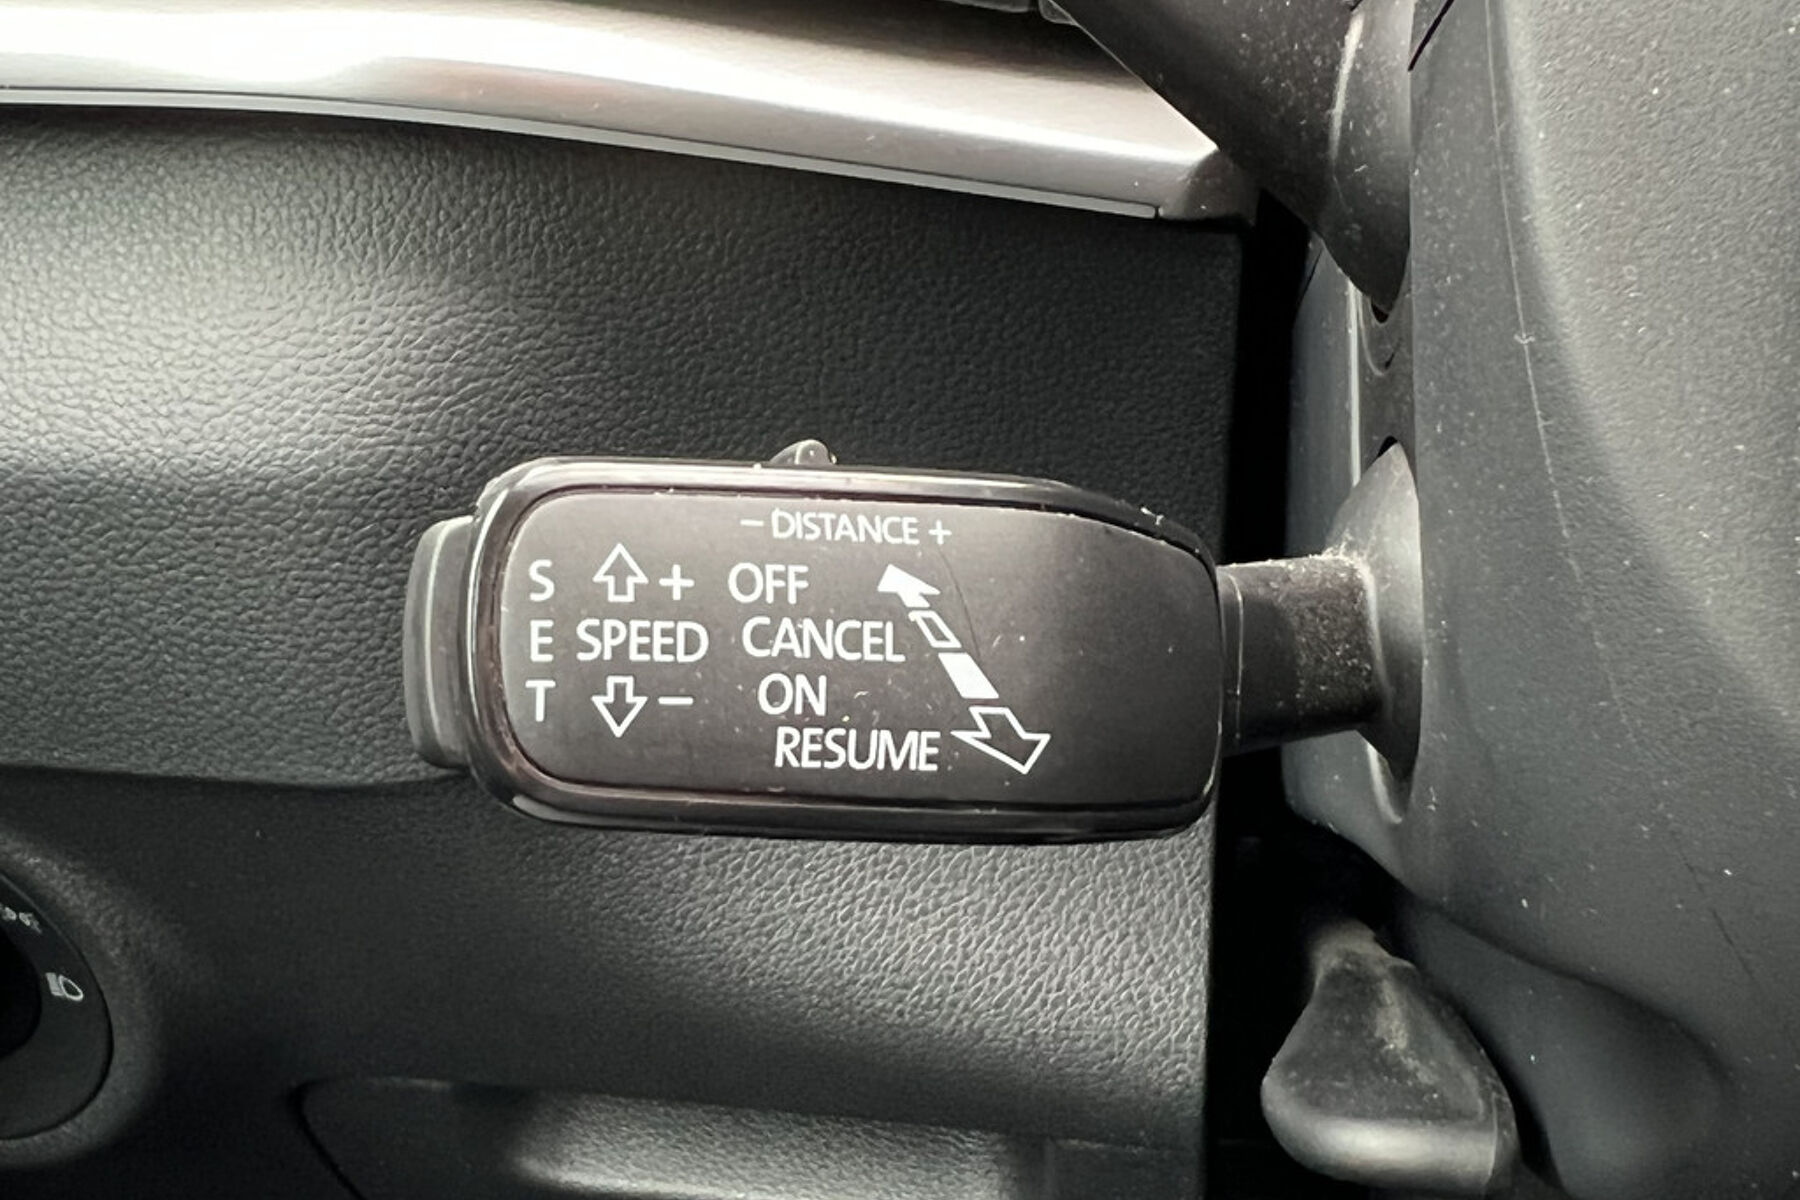 - DISTANCE +
S + OFF
E SPEED CANCEL
T - ON
RESUME